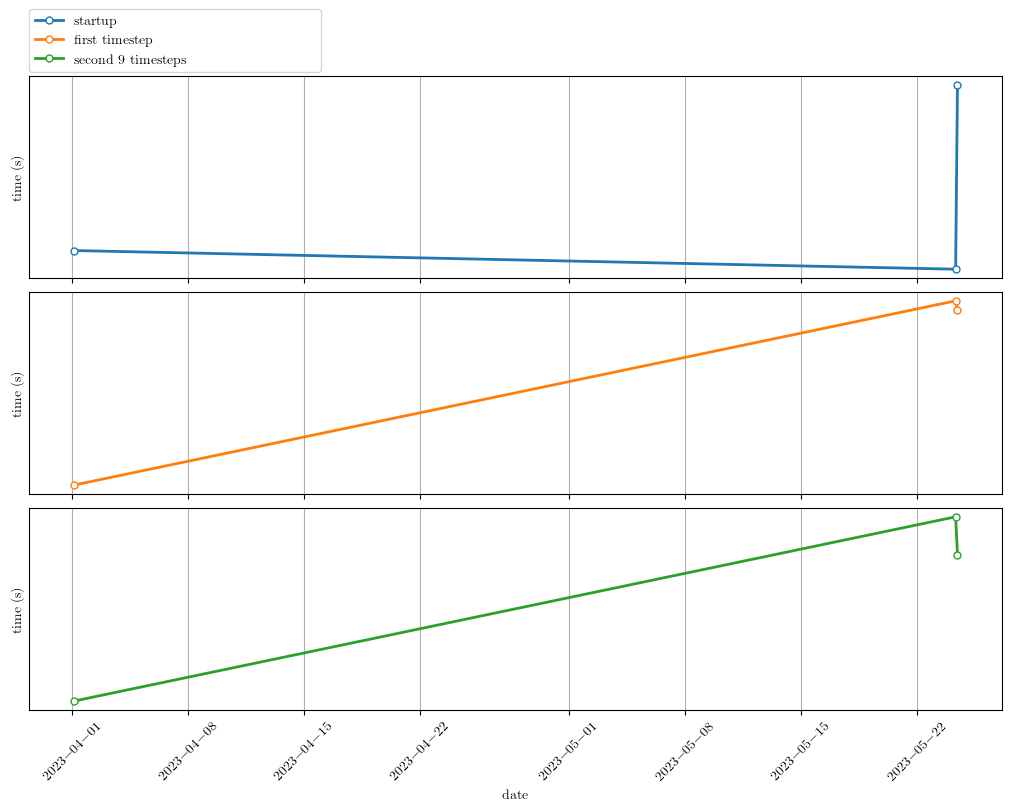 startup
first timestep
second 9 timesteps
time (s)
time (s)
time (s)
2023−04−01
2023−04−08
2023−04−15
2023−04−22
2023−05−01
2023−05−08
2023−05−15
2023−05−22
date